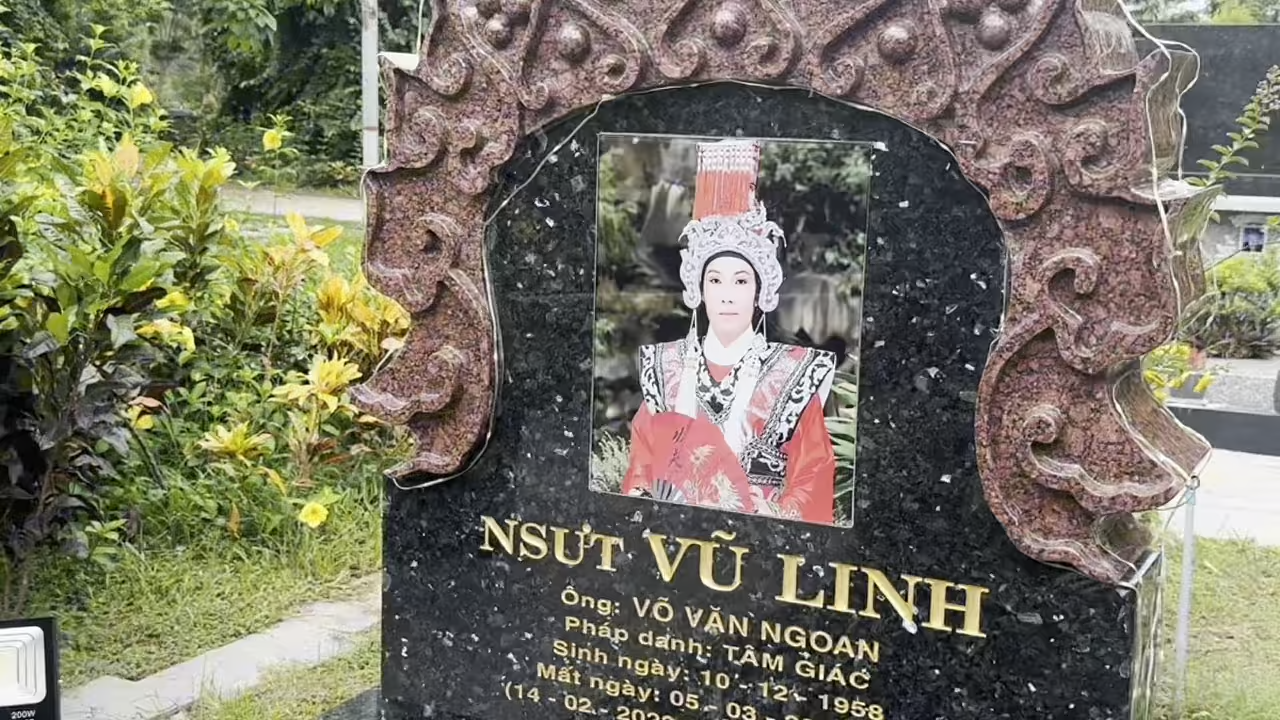 NSƯT VŨ LINH
Ông: VÕ VĂN NGOAN
Pháp danh: TÂM GIÁC
Sinh ngày: 10 - 12 - 1958
Mất ngày: 05 - 03 -
(14 - 02 -
200W